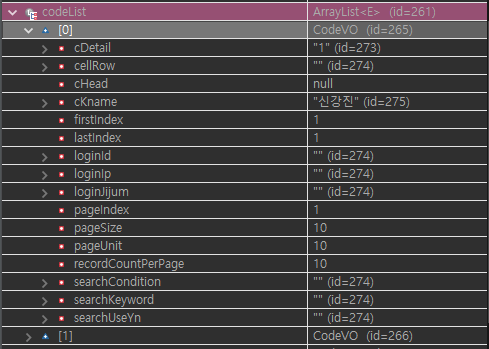 codeList ArrayList<E> (id=261)
[0] CodeVO (id=265)
cDetail "1" (id=273)
cellRow "" (id=274)
cHead null
cKname "신강진" (id=275)
firstIndex 1
lastIndex 1
loginId "" (id=274)
loginIp "" (id=274)
loginJijum "" (id=274)
pageIndex 1
pageSize 10
pageUnit 10
recordCountPerPage 10
searchCondition "" (id=274)
searchKeyword "" (id=274)
searchUseYn "" (id=274)
[1] CodeVO (id=266)